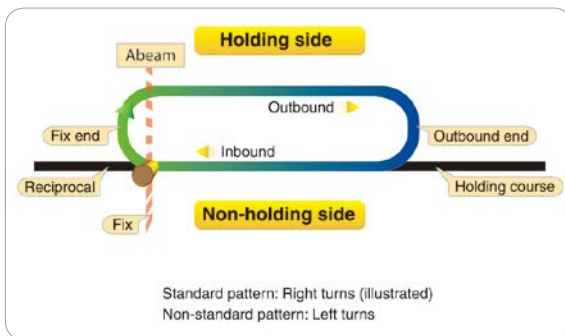 Holding side
Abeam
Outbound
Fix end
Outbound end
Inbound
Reciprocal
Holding course
Fix
Non-holding side
Standard pattern: Right turns (illustrated)
Non-standard pattern: Left turns